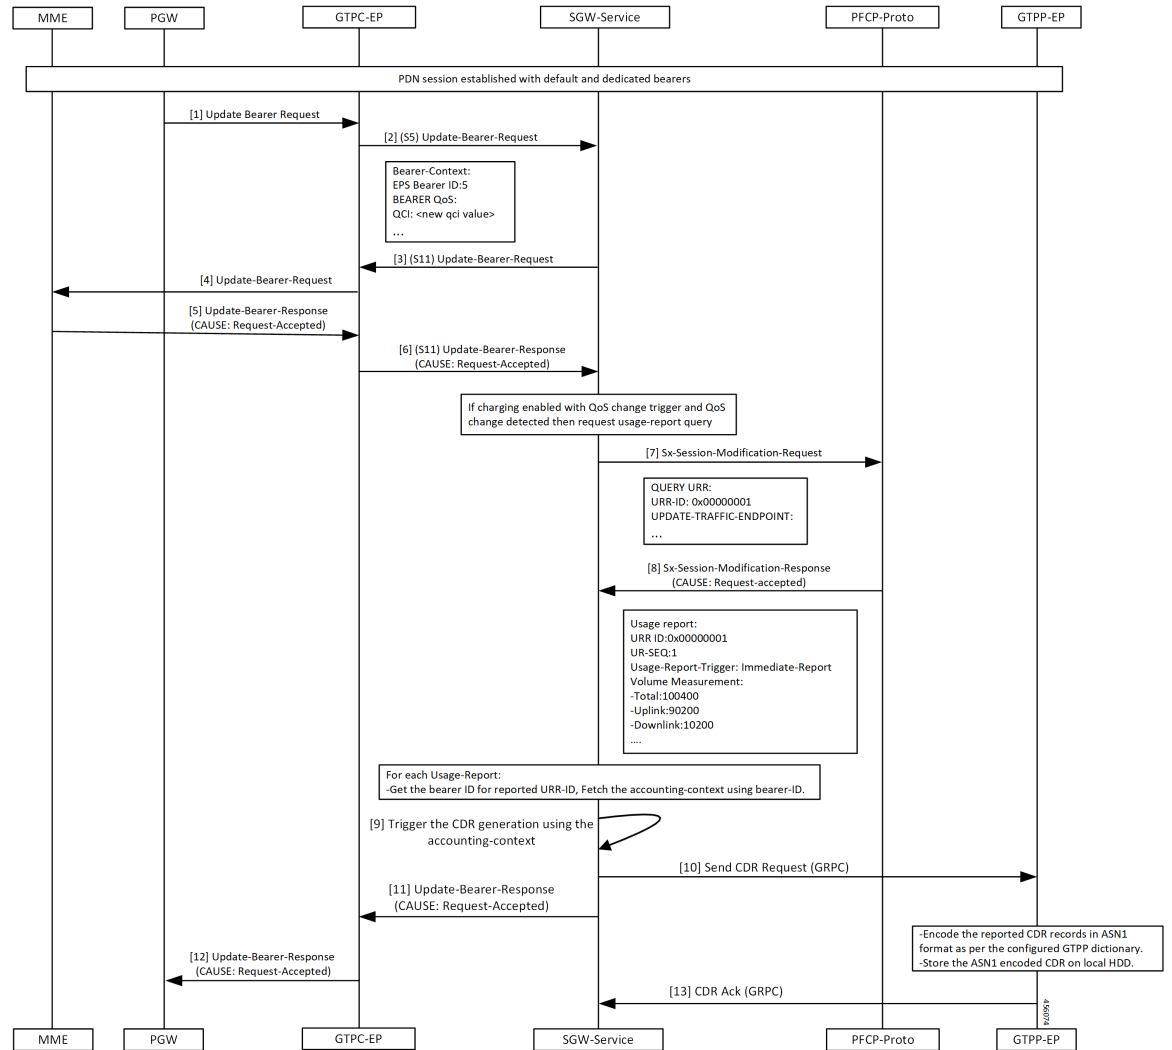 MME
PGW
GTPC-EP
SGW-Service
PFCP-Proto
GTPP-EP
PDN session established with default and dedicated bearers
[1] Update Bearer Request
[2] (S5) Update-Bearer-Request
Bearer-Context:
EPS Bearer ID:5
BEARER QoS:
QCI: <new qci value>
...
[3] (S11) Update-Bearer-Request
[4] Update-Bearer-Request
[5] Update-Bearer-Response
(CAUSE: Request-Accepted)
[6] (S11) Update-Bearer-Response
(CAUSE: Request-Accepted)
If charging enabled with QoS change trigger and QoS
change detected then request usage-report query
[7] Sx-Session-Modification-Request
QUERY URR:
URR-ID: 0x00000001
UPDATE-TRAFFIC-ENDPOINT:
...
[8] Sx-Session-Modification-Response
(CAUSE: Request-accepted)
Usage report:
URR ID:0x00000001
UR-SEQ:1
Usage-Report-Trigger: Immediate-Report
Volume Measurement:
-Total:100400
-Uplink:90200
-Downlink:10200
....
For each Usage-Report:
-Get the bearer ID for reported URR-ID, Fetch the accounting-context using bearer-ID.
[9] Trigger the CDR generation using the
accounting-context
[10] Send CDR Request (GRPC)
[11] Update-Bearer-Response
(CAUSE: Request-Accepted)
-Encode the reported CDR records in ASN1
format as per the configured GTPP dictionary.
-Store the ASN1 encoded CDR on local HDD.
[12] Update-Bearer-Response
(CAUSE: Request-Accepted)
[13] CDR Ack (GRPC)
456074
MME
PGW
GTPC-EP
SGW-Service
PFCP-Proto
GTPP-EP